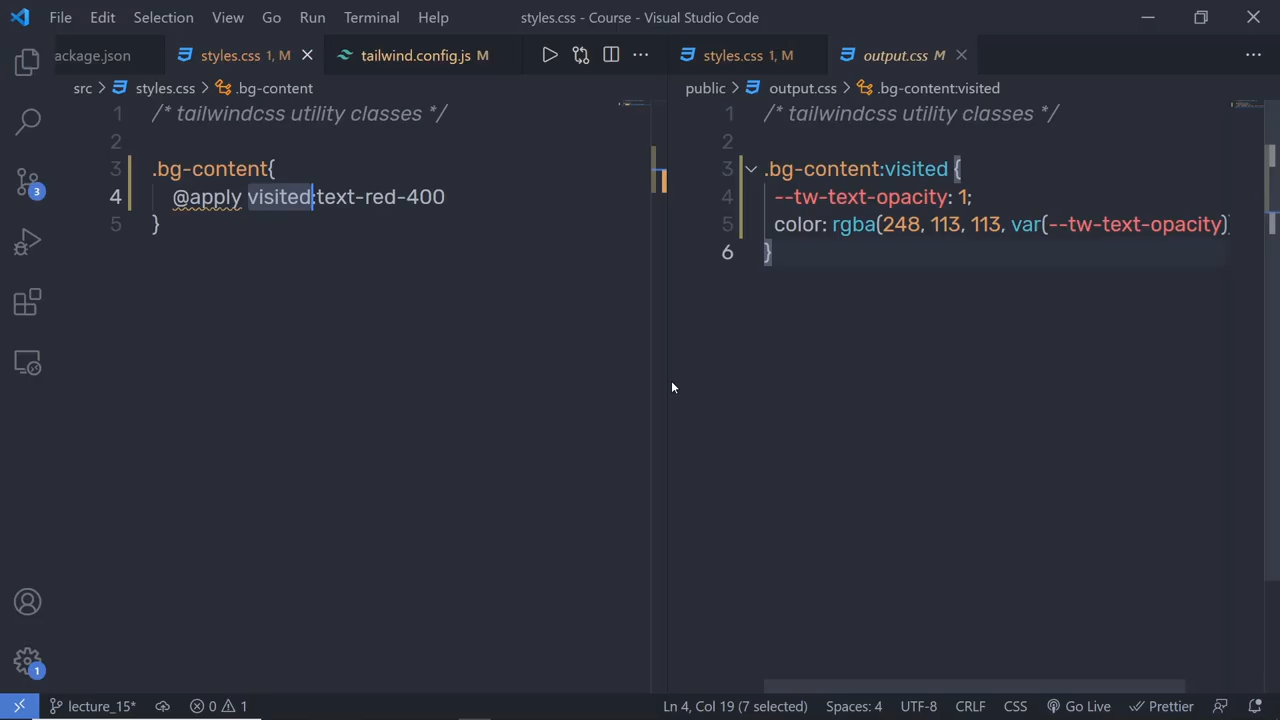 File Edit Selection View Go Run Terminal Help styles.css - Course - Visual Studio Code
ackage.json styles.css 1, M tailwind.config.js M styles.css 1, M output.css M
src > styles.css > .bg-content public > output.css > .bg-content:visited
1 /* tailwindcss utility classes */
2
3 .bg-content{
4 @apply visited:text-red-400
5 }
1 /* tailwindcss utility classes */
2
3 .bg-content:visited {
4 --tw-text-opacity: 1;
5 color: rgba(248, 113, 113, var(--tw-text-opacity)
6 }
3
1
lecture_15* 0 1 Ln 4, Col 19 (7 selected) Spaces: 4 UTF-8 CRLF CSS Go Live Prettier